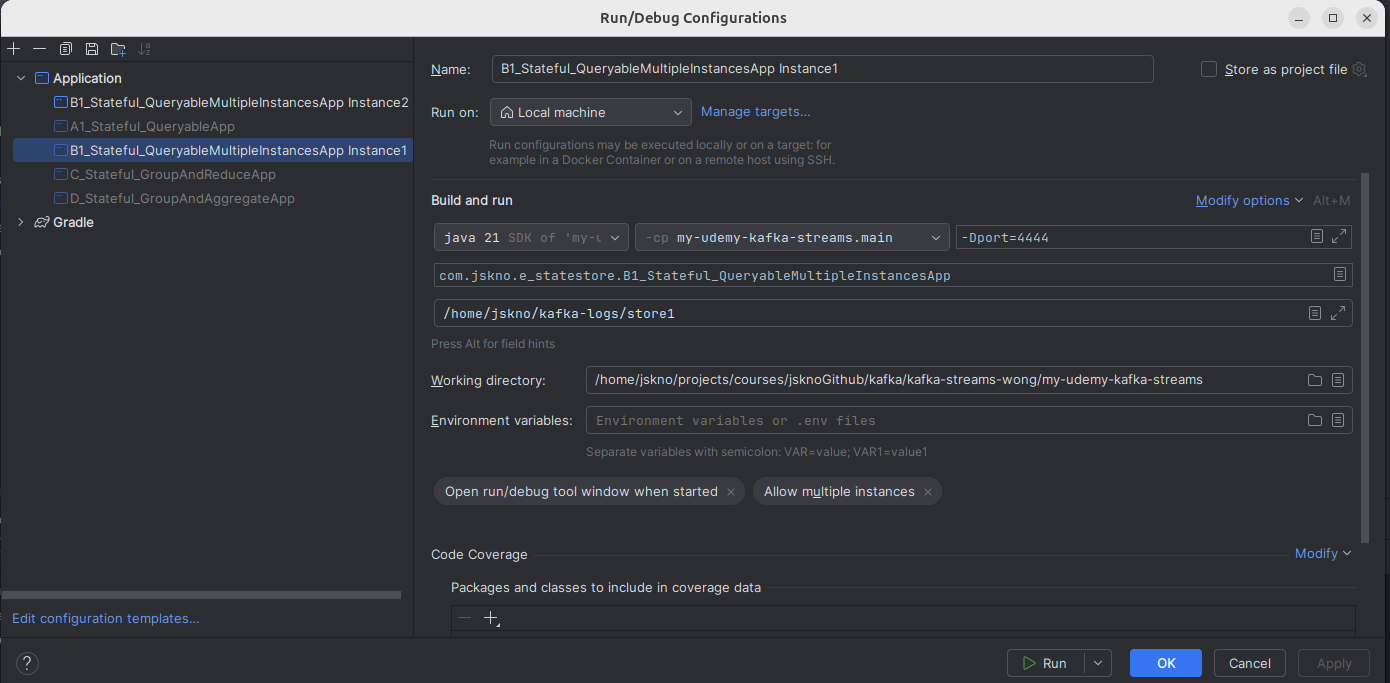 Run/Debug Configurations
Application
B1_Stateful_QueryableMultipleInstancesApp Instance2
A1_Stateful_QueryableApp
B1_Stateful_QueryableMultipleInstancesApp Instance1
C_Stateful_GroupAndReduceApp
D_Stateful_GroupAndAggregateApp
Gradle
Edit configuration templates...
Name: B1_Stateful_QueryableMultipleInstancesApp Instance1 Store as project file
Run on: Local machine Manage targets...
Run configurations may be executed locally or on a target: for
example in a Docker Container or on a remote host using SSH.
Build and run Modify options Alt+M
java 21 SDK of 'my-u -cp my-udemy-kafka-streams.main -Dport=4444
com.jskno.e_statestore.B1_Stateful_QueryableMultipleInstancesApp
/home/jskno/kafka-logs/store1
Press Alt for field hints
Working directory: /home/jskno/projects/courses/jsknoGithub/kafka/kafka-streams-wong/my-udemy-kafka-streams
Environment variables: Environment variables or .env files
Separate variables with semicolon: VAR=value; VAR1=value1
Open run/debug tool window when started × Allow multiple instances ×
Code Coverage Modify
Packages and classes to include in coverage data
? Run OK Cancel Apply